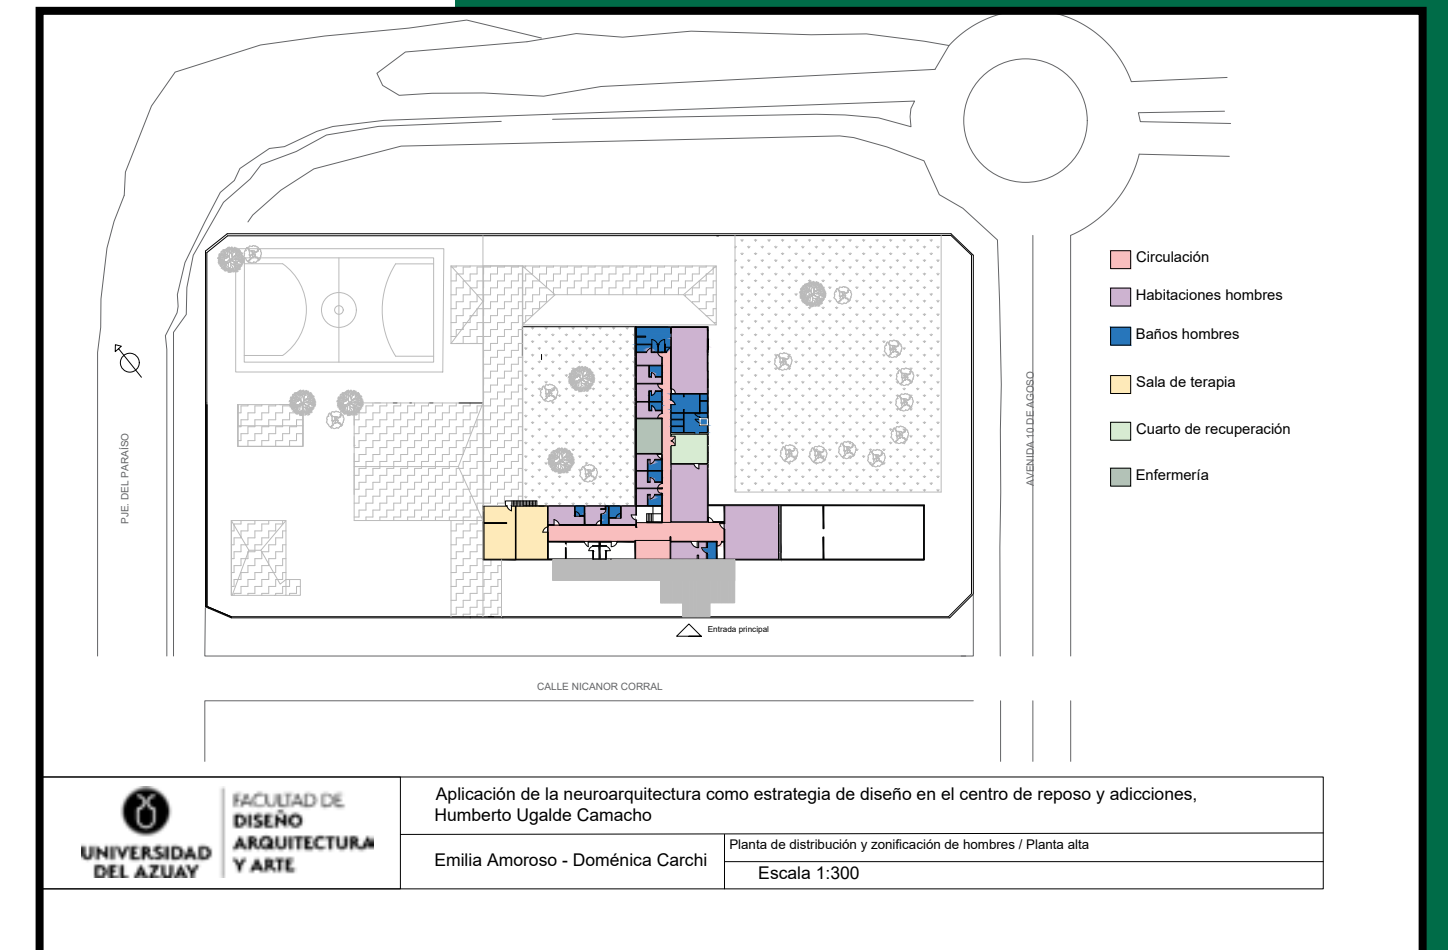 Circulación
Habitaciones hombres
Baños hombres
Sala de terapia
Cuarto de recuperación
Enfermería
PJE. DEL PARAÍSO
AVENIDA 10 DE AGOSO
Entrada principal
CALLE NICANOR CORRAL
UNIVERSIDAD
DEL AZUAY
FACULTAD DE
DISEÑO
ARQUITECTURA
Y ARTE
Aplicación de la neuroarquitectura como estrategia de diseño en el centro de reposo y adicciones,
Humberto Ugalde Camacho
Emilia Amoroso - Doménica Carchi
Planta de distribución y zonificación de hombres / Planta alta
Escala 1:300